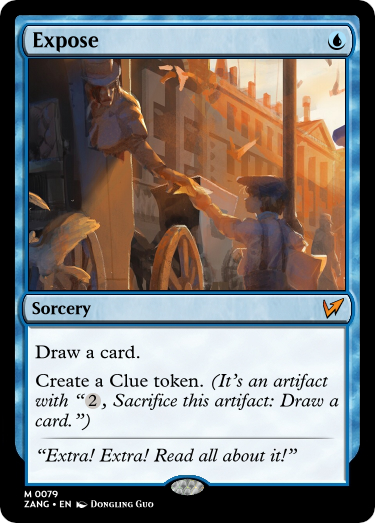 Expose
Sorcery
Draw a card.
Create a Clue token. (It's an artifact
with “2, Sacrifice this artifact: Draw a
card.”)
“Extra! Extra! Read all about it!”
M 0079
ZANG • EN Dongling Guo